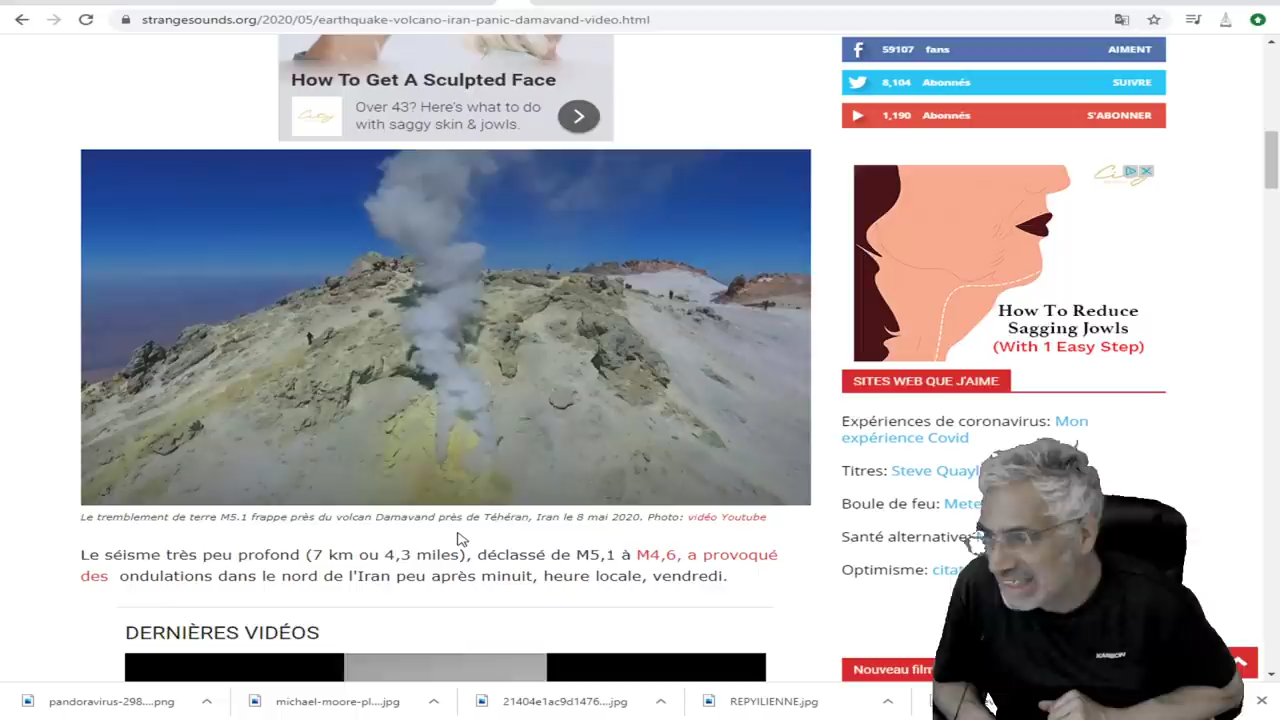 strangesounds.org/2020/05/earthquake-volcano-iran-panic-damavand-video.html
How To Get A Sculpted Face
Over 43? Here's what to do
with saggy skin & jowls.
59107 fans AIMENT
8,104 Abonnés SUIVRE
1,190 Abonnés S'ABONNER
How To Reduce
Sagging Jowls
(With 1 Easy Step)
SITES WEB QUE J'AIME
Expériences de coronavirus: Mon
expérience Covid
Titres: Steve Quayl
Boule de feu: Mete
Santé alternative:
Optimisme: citat
Nouveau film
Le tremblement de terre M5.1 frappe près du volcan Damavand près de Téhéran, Iran le 8 mai 2020. Photo: vidéo Youtube
Le séisme très peu profond (7 km ou 4,3 miles), déclassé de M5,1 à M4,6, a provoqué
des ondulations dans le nord de l'Iran peu après minuit, heure locale, vendredi.
DERNIÈRES VIDÉOS
KARBON
pandoravirus-298....png
michael-moore-pl....jpg
21404e1ac9d1476....jpg
REPYILIENNE.jpg